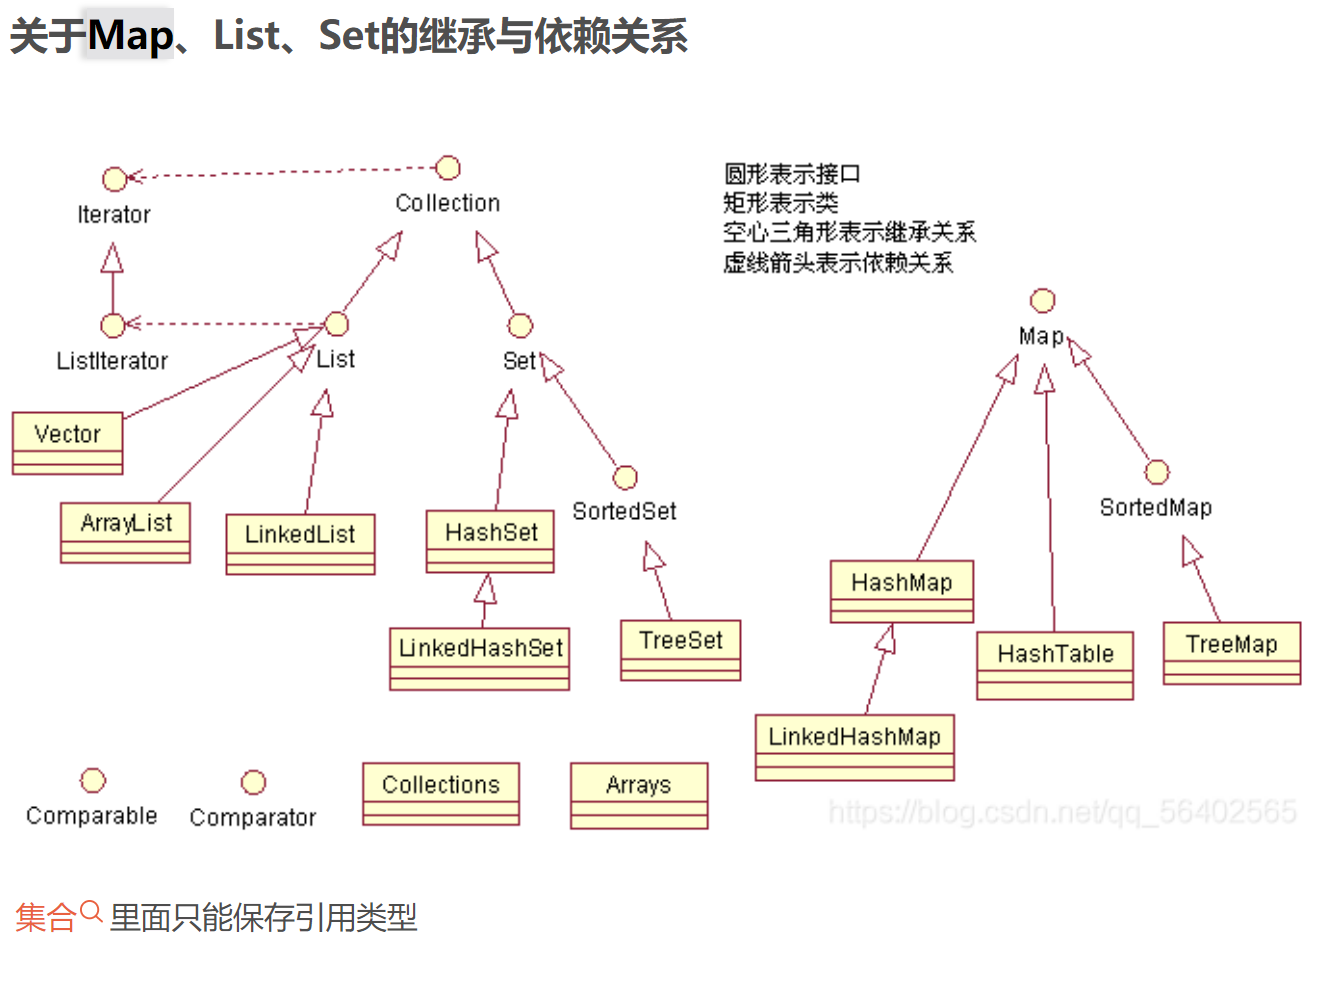 关于Map、List、Set的继承与依赖关系
圆形表示接口
矩形表示类
空心三角形表示继承关系
虚线箭头表示依赖关系
Iterator
Collection
ListIterator
List
Set
Map
Vector
ArrayList
LinkedList
HashSet
SortedSet
SortedMap
LinkedHashSet
TreeSet
HashMap
HashTable
TreeMap
LinkedHashMap
Comparable
Comparator
Collections
Arrays
https://blog.csdn.net/qq_56402565
集合 里面只能保存引用类型